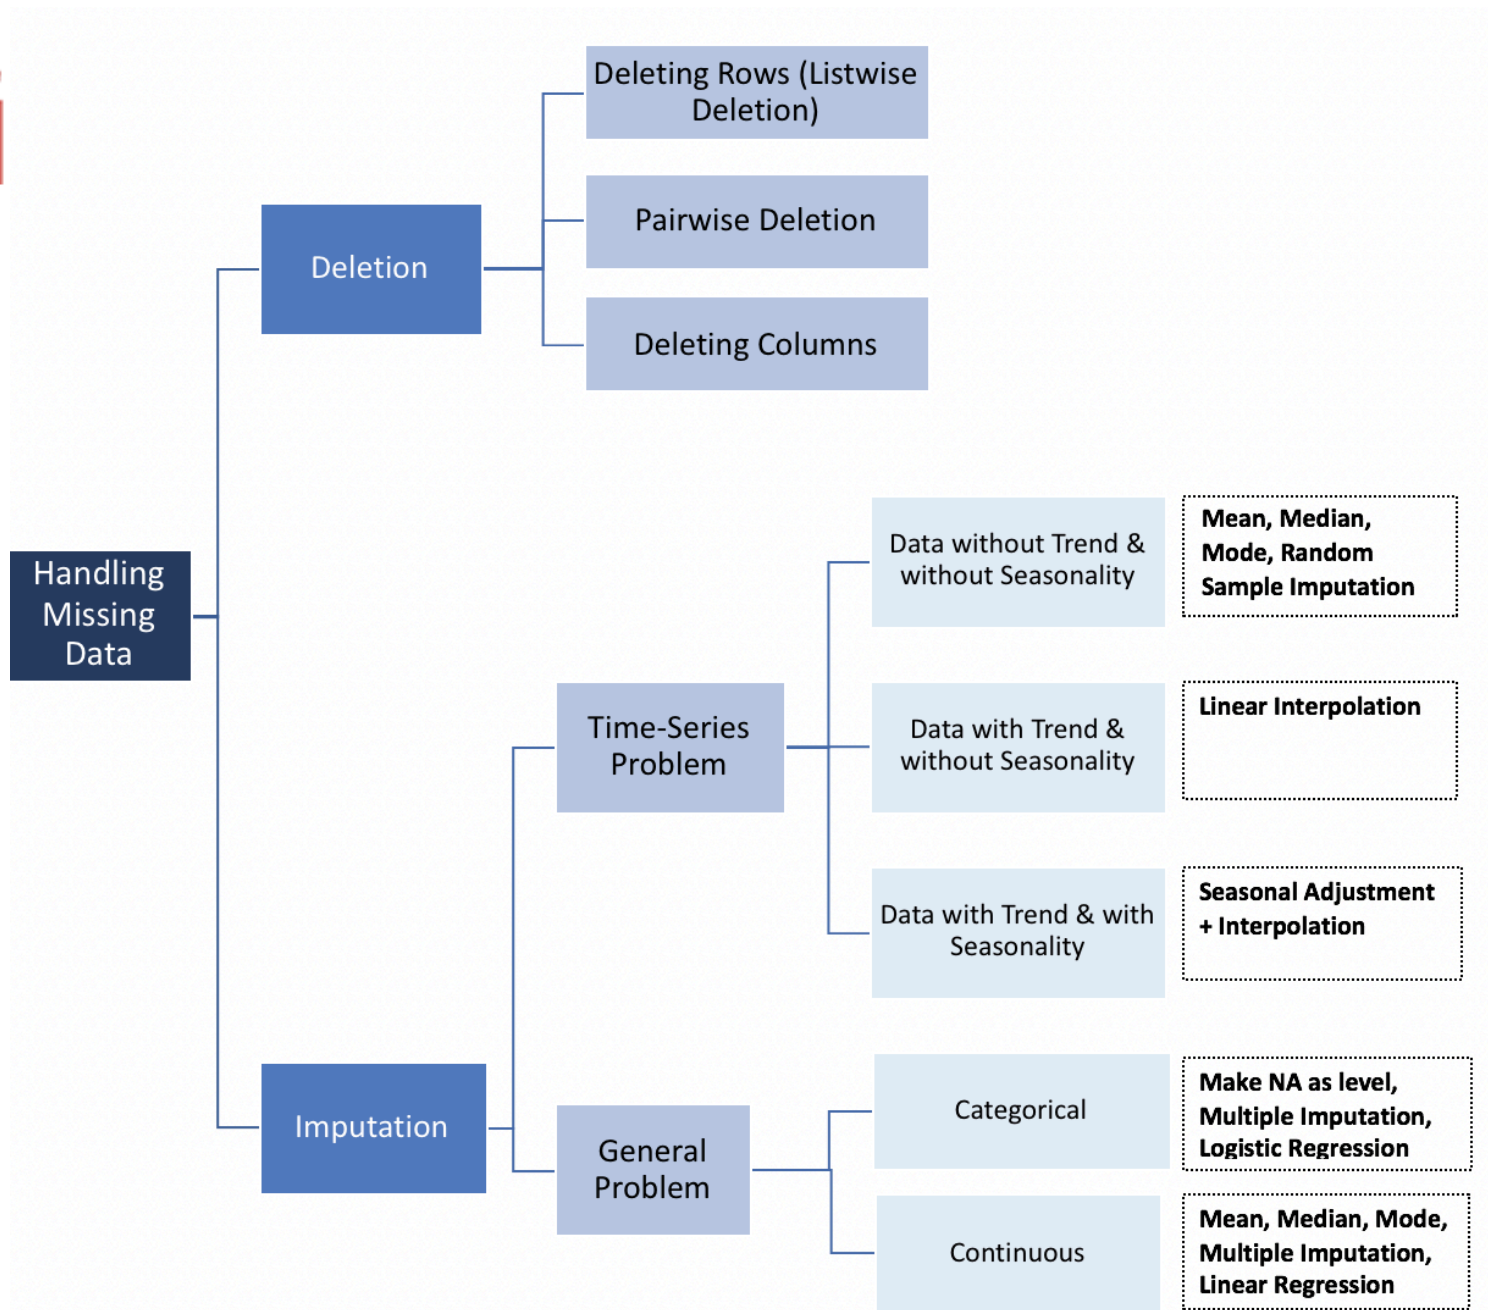 Deleting Rows (Listwise
Deletion)
Pairwise Deletion
Deletion
Deleting Columns
Handling
Missing
Data
Data without Trend &
without Seasonality
Mean, Median,
Mode, Random
Sample Imputation
Time-Series
Problem
Data with Trend &
without Seasonality
Linear Interpolation
Data with Trend & with
Seasonality
Seasonal Adjustment
+ Interpolation
Imputation
General
Problem
Categorical
Make NA as level,
Multiple Imputation,
Logistic Regression
Continuous
Mean, Median, Mode,
Multiple Imputation,
Linear Regression